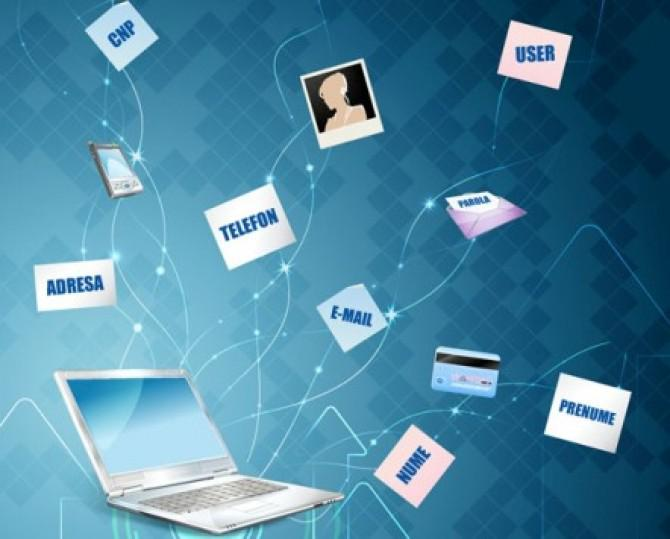 CNP
USER
PAROLA
TELEFON
ADRESA
E-MAIL
PRENUME
NUME